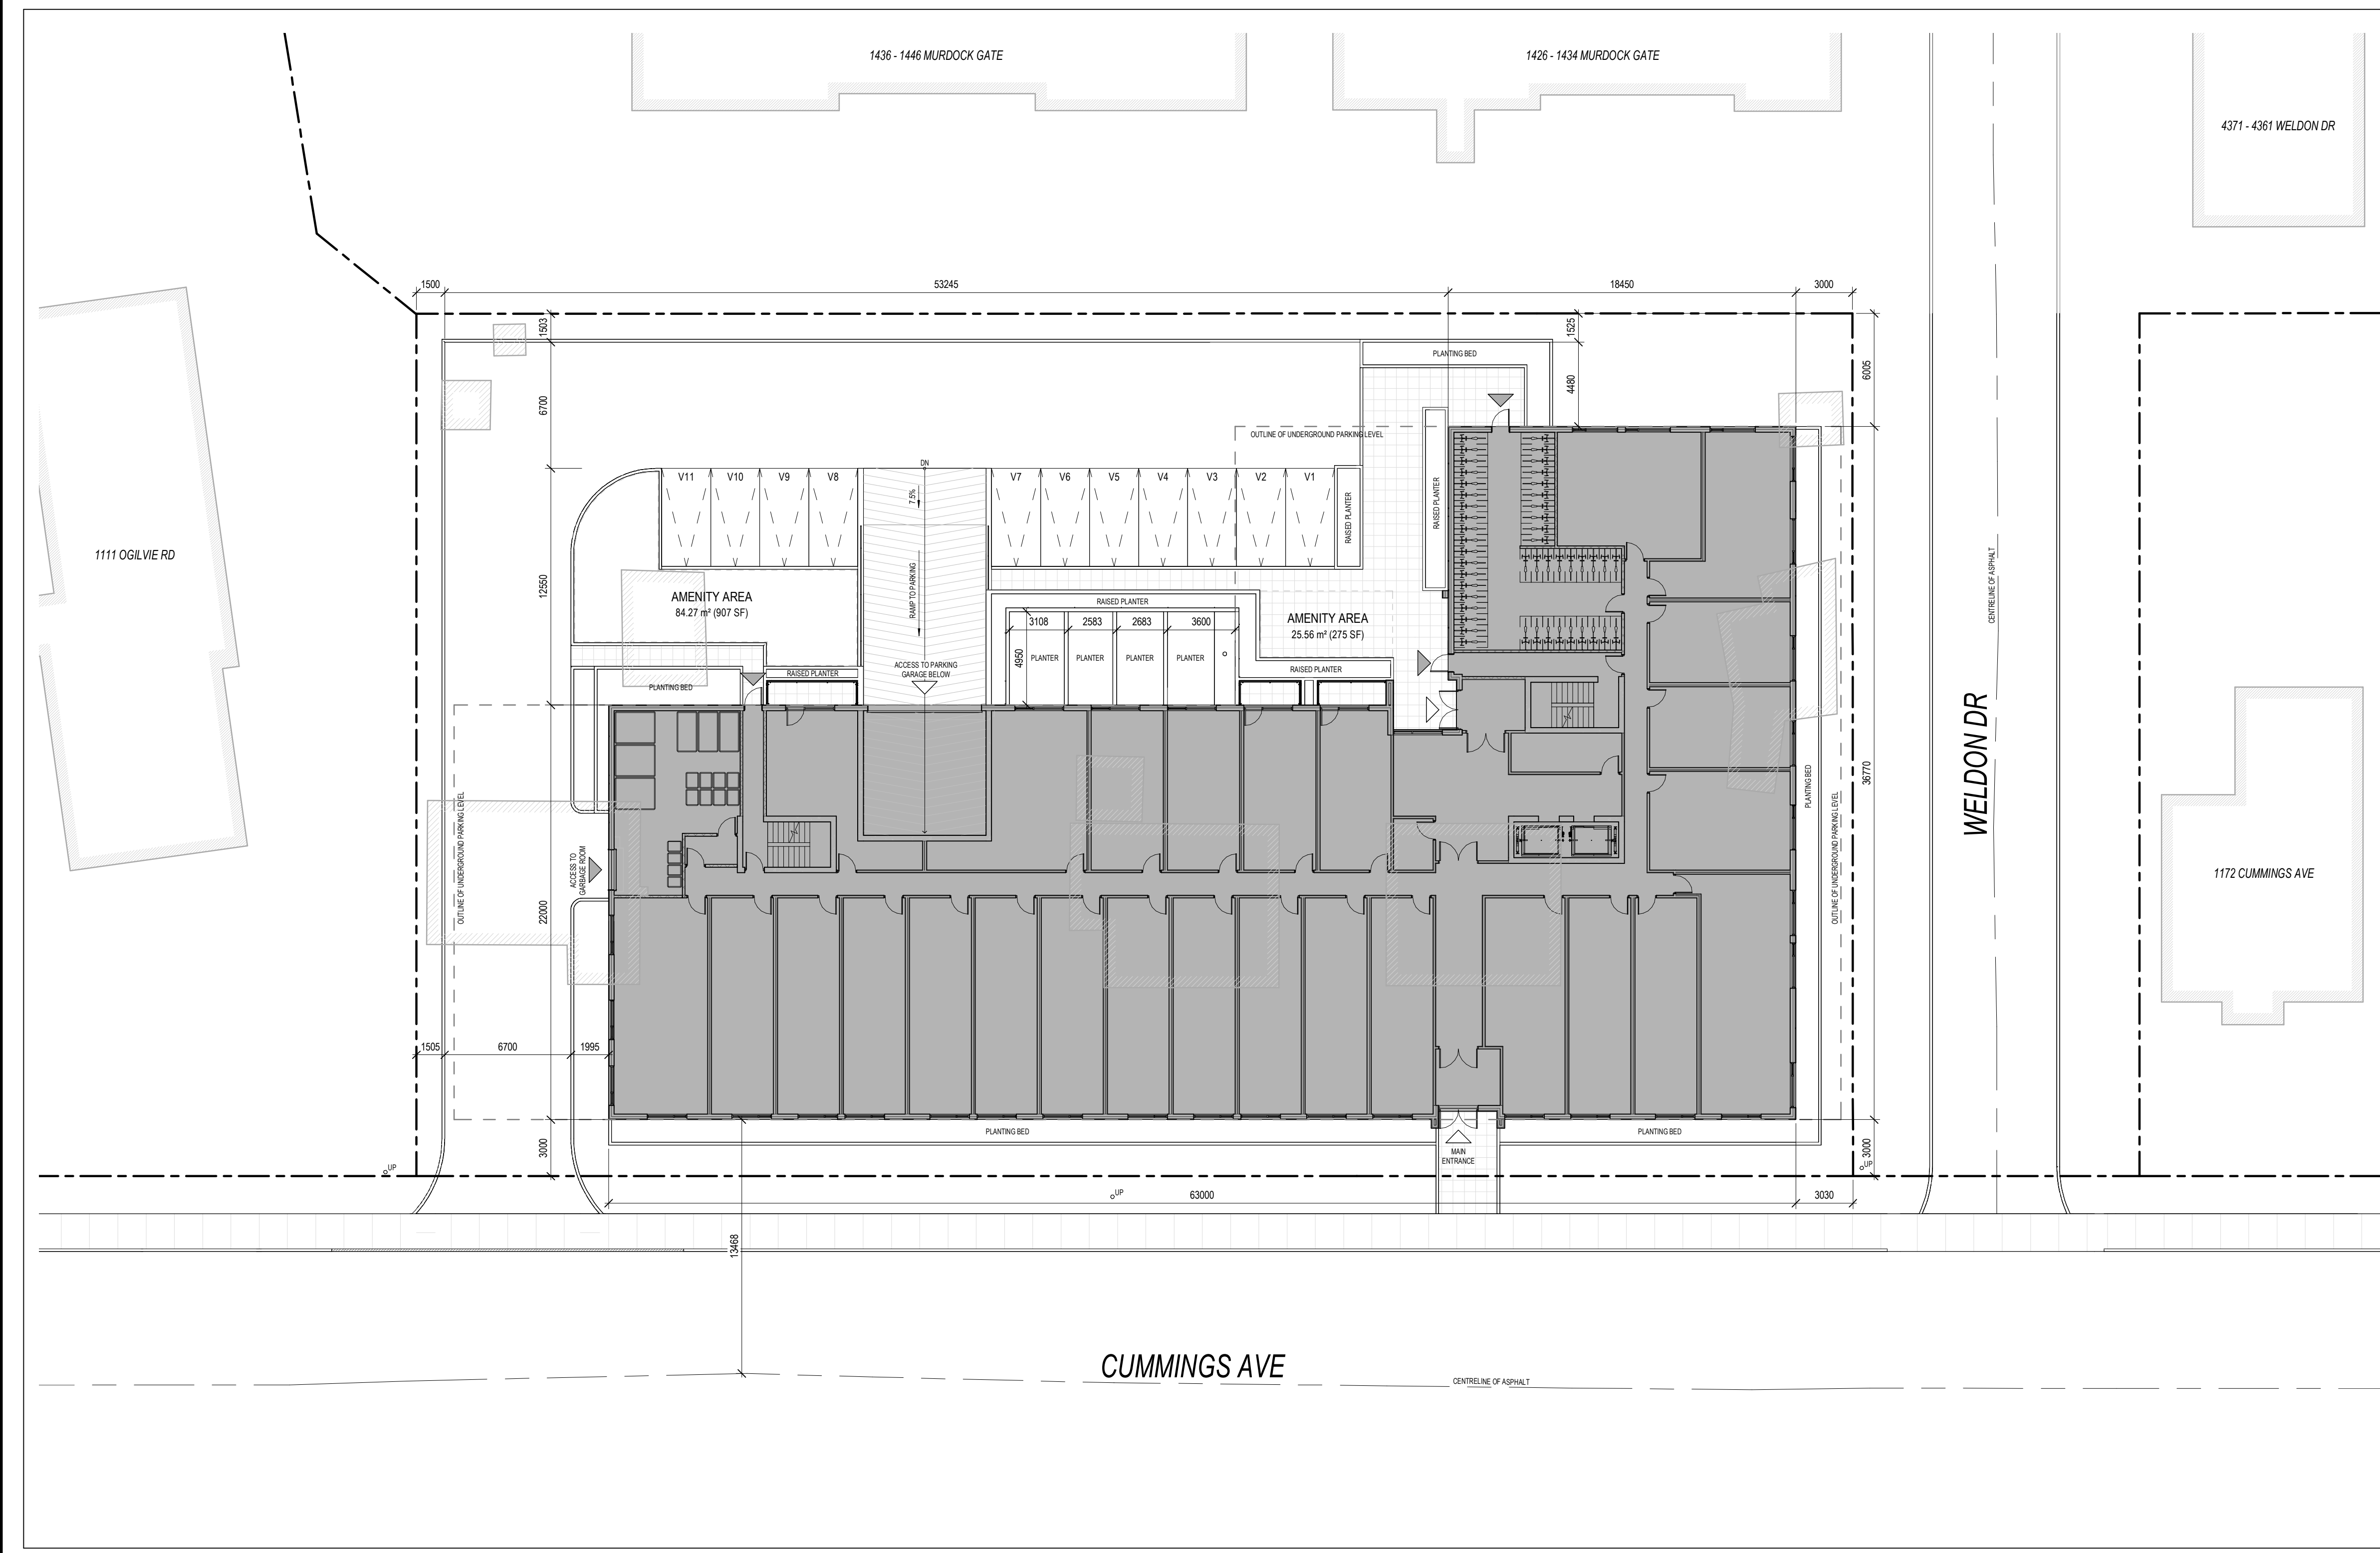 1436 - 1446 MURDOCK GATE
1426 - 1434 MURDOCK GATE
4371 - 4361 WELDON DR
1500
53245
18450
3000
1503
1525
PLANTING BED
6005
6700
4480
OUTLINE OF UNDERGROUND PARKING LEVEL
DN
V11
V10
V9
V8
7.5%
V7
V6
V5
V4
V3
V2
V1
RAISED PLANTER
RAISED PLANTER
1111 OGILVIE RD
12550
AMENITY AREA
84.27 m² (907 SF)
RAMP TO PARKING
RAISED PLANTER
3108
2583
2683
3600
AMENITY AREA
25.56 m² (275 SF)
CENTRELINE OF ASPHALT
4950
PLANTER
PLANTER
PLANTER
PLANTER
ACCESS TO PARKING
GARAGE BELOW
RAISED PLANTER
RAISED PLANTER
PLANTING BED
WELDON DR
36770
PLANTING BED
OUTLINE OF UNDERGROUND PARKING LEVEL
OUTLINE OF UNDERGROUND PARKING LEVEL
ACCESS TO
GARBAGE ROOM
1172 CUMMINGS AVE
22000
1505
6700
1995
PLANTING BED
PLANTING BED
3000
MAIN
ENTRANCE
3000
UP
UP
UP
63000
3030
13468
CUMMINGS AVE
CENTRELINE OF ASPHALT